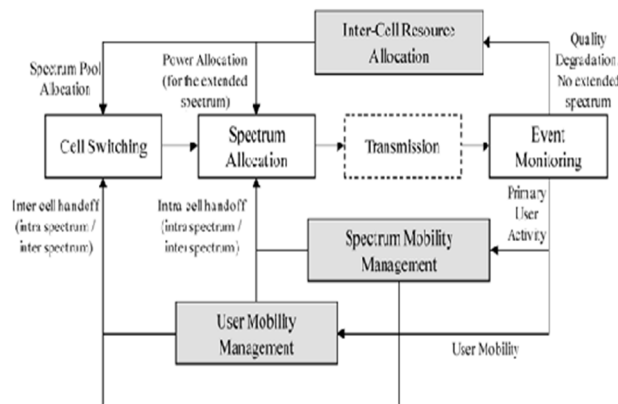 Inter-Cell Resource
Allocation
Quality
Degradation
No extended
spectrum
Spectrum Pool
Allocation
Power Allocation
(for the extended
spectrum)
Cell Switching
Spectrum
Allocation
Transmission
Event
Monitoring
Inter cell handoff
(intra spectrum /
inter spectrum)
Intra cell handoff
(intra spectrum /
inter spectrum)
Primary
User
Activity
Spectrum Mobility
Management
User Mobility
Management
User Mobility